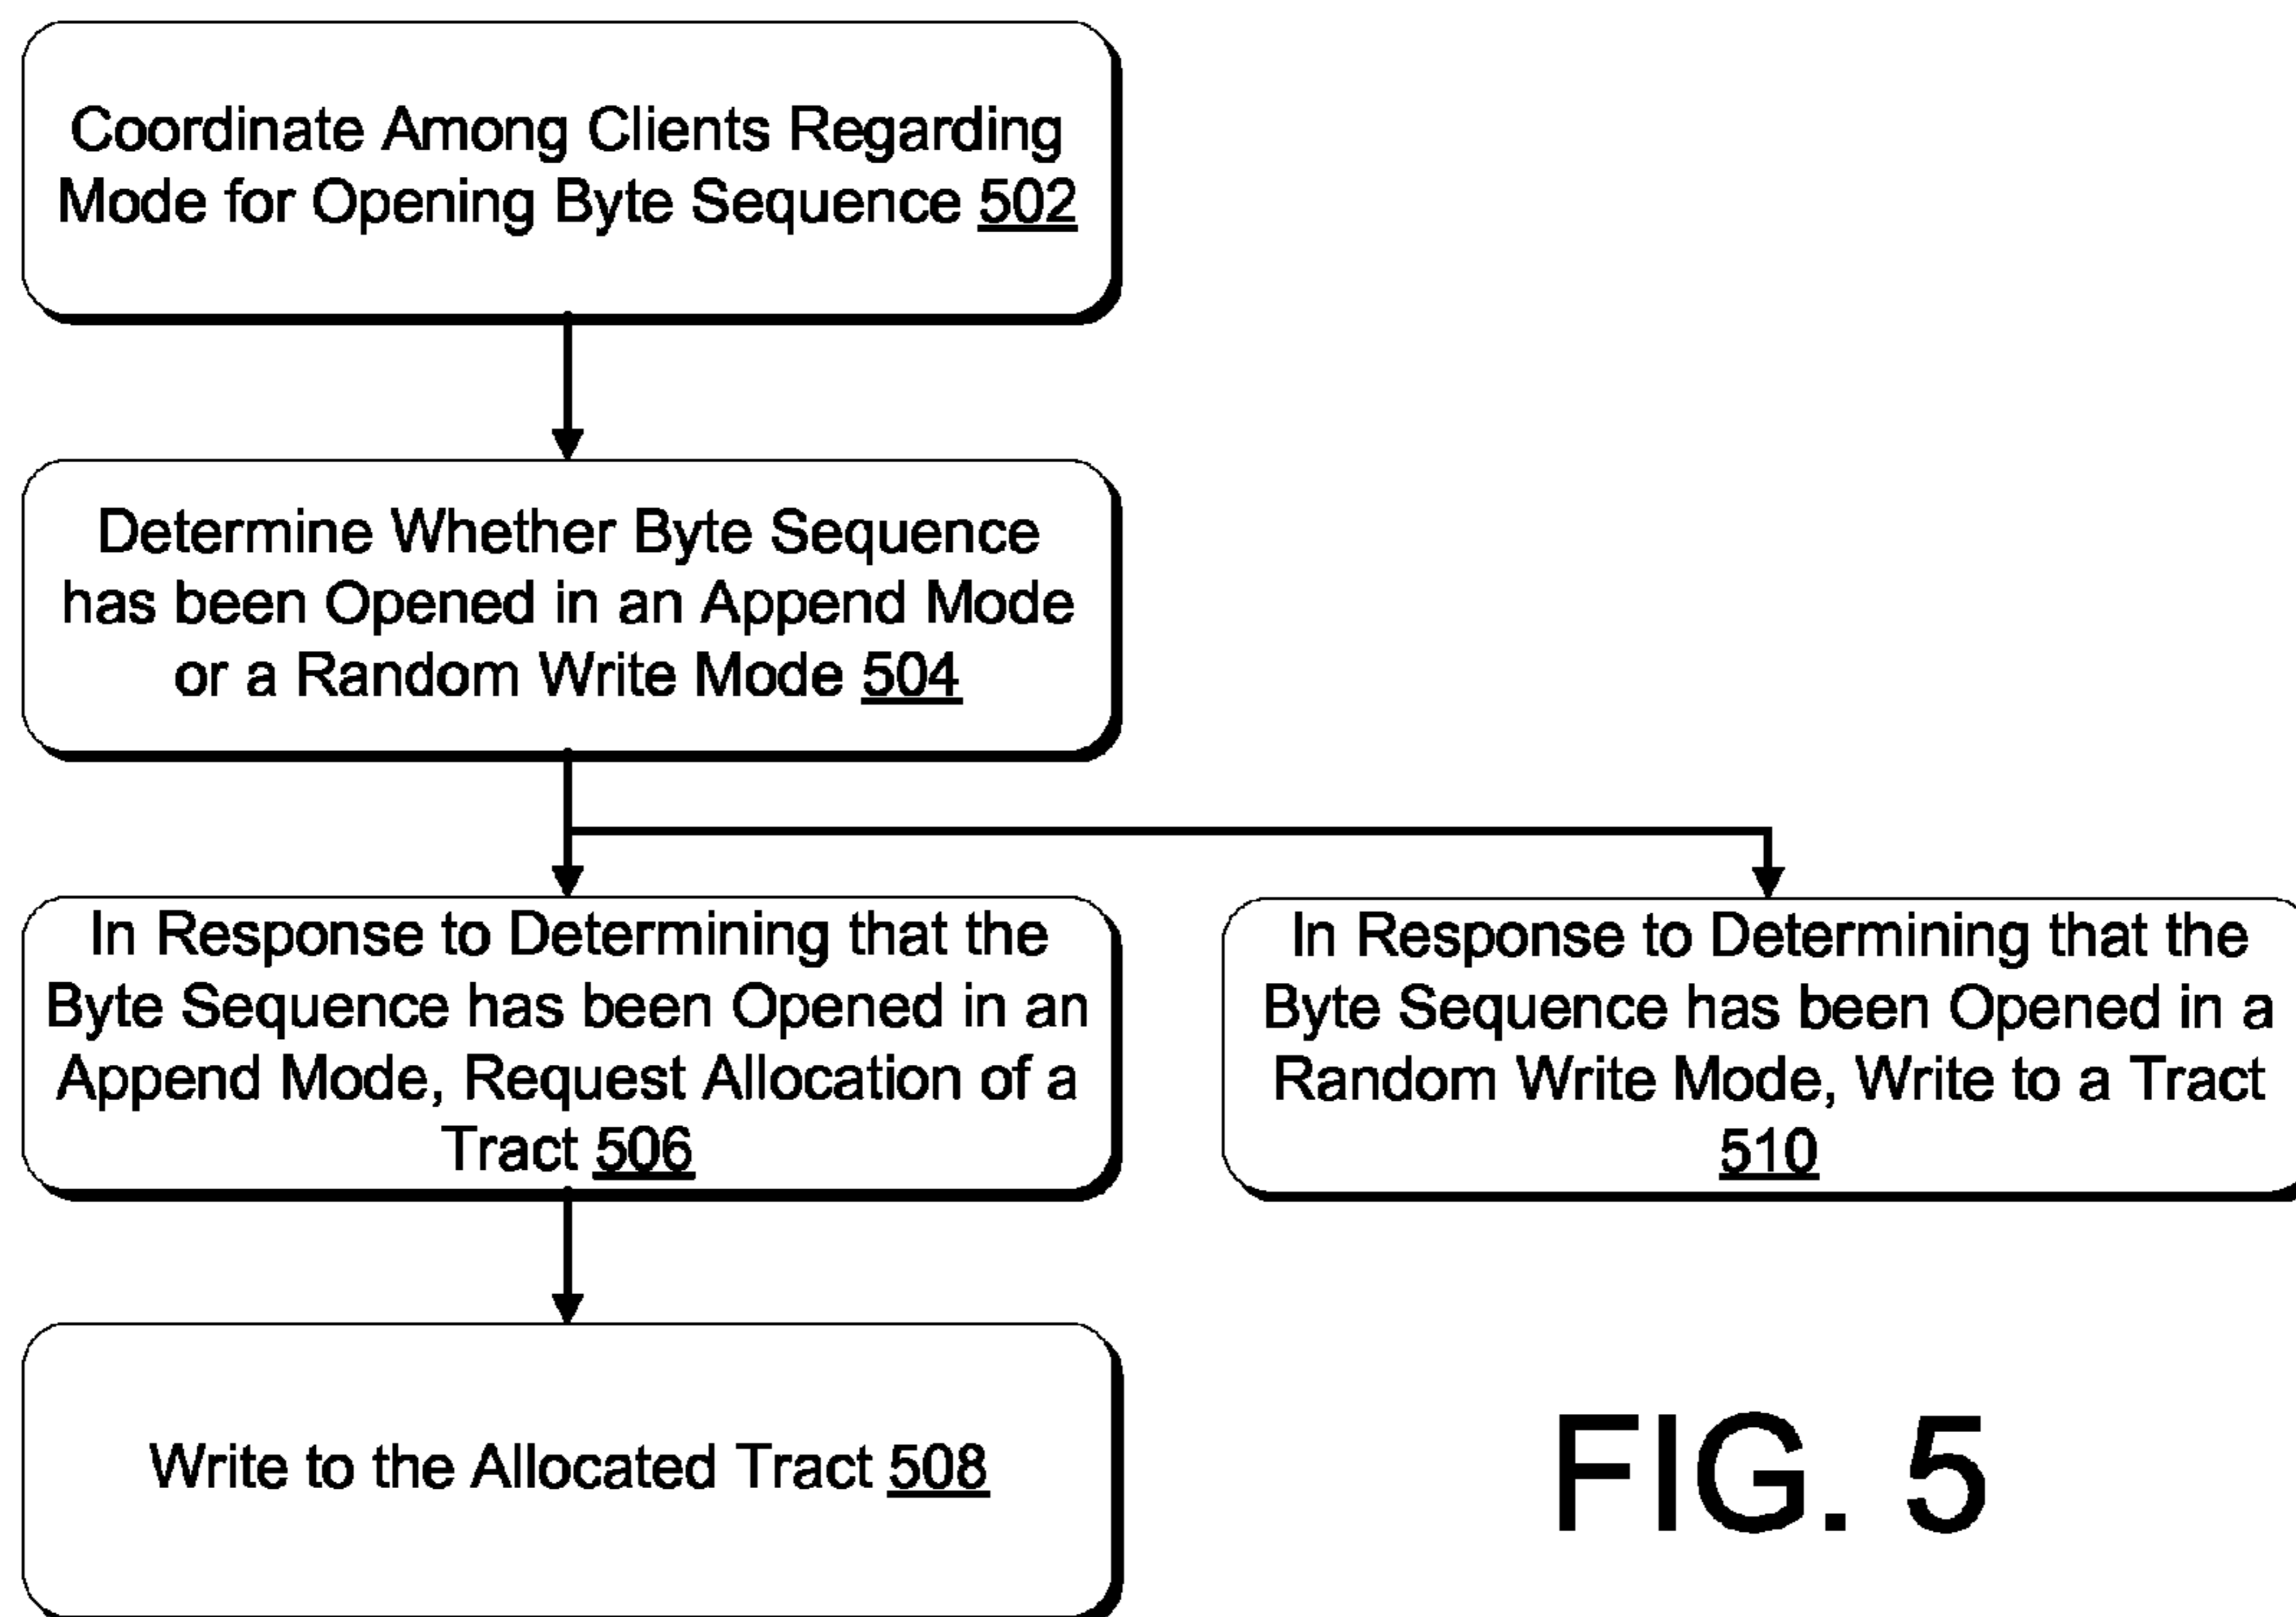 Coordinate Among Clients Regarding
Mode for Opening Byte Sequence 502
Determine Whether Byte Sequence
has been Opened in an Append Mode
or a Random Write Mode 504
In Response to Determining that the
Byte Sequence has been Opened in an
Append Mode, Request Allocation of a
Tract 506
In Response to Determining that the
Byte Sequence has been Opened in a
Random Write Mode, Write to a Tract
510
Write to the Allocated Tract 508
FIG. 5